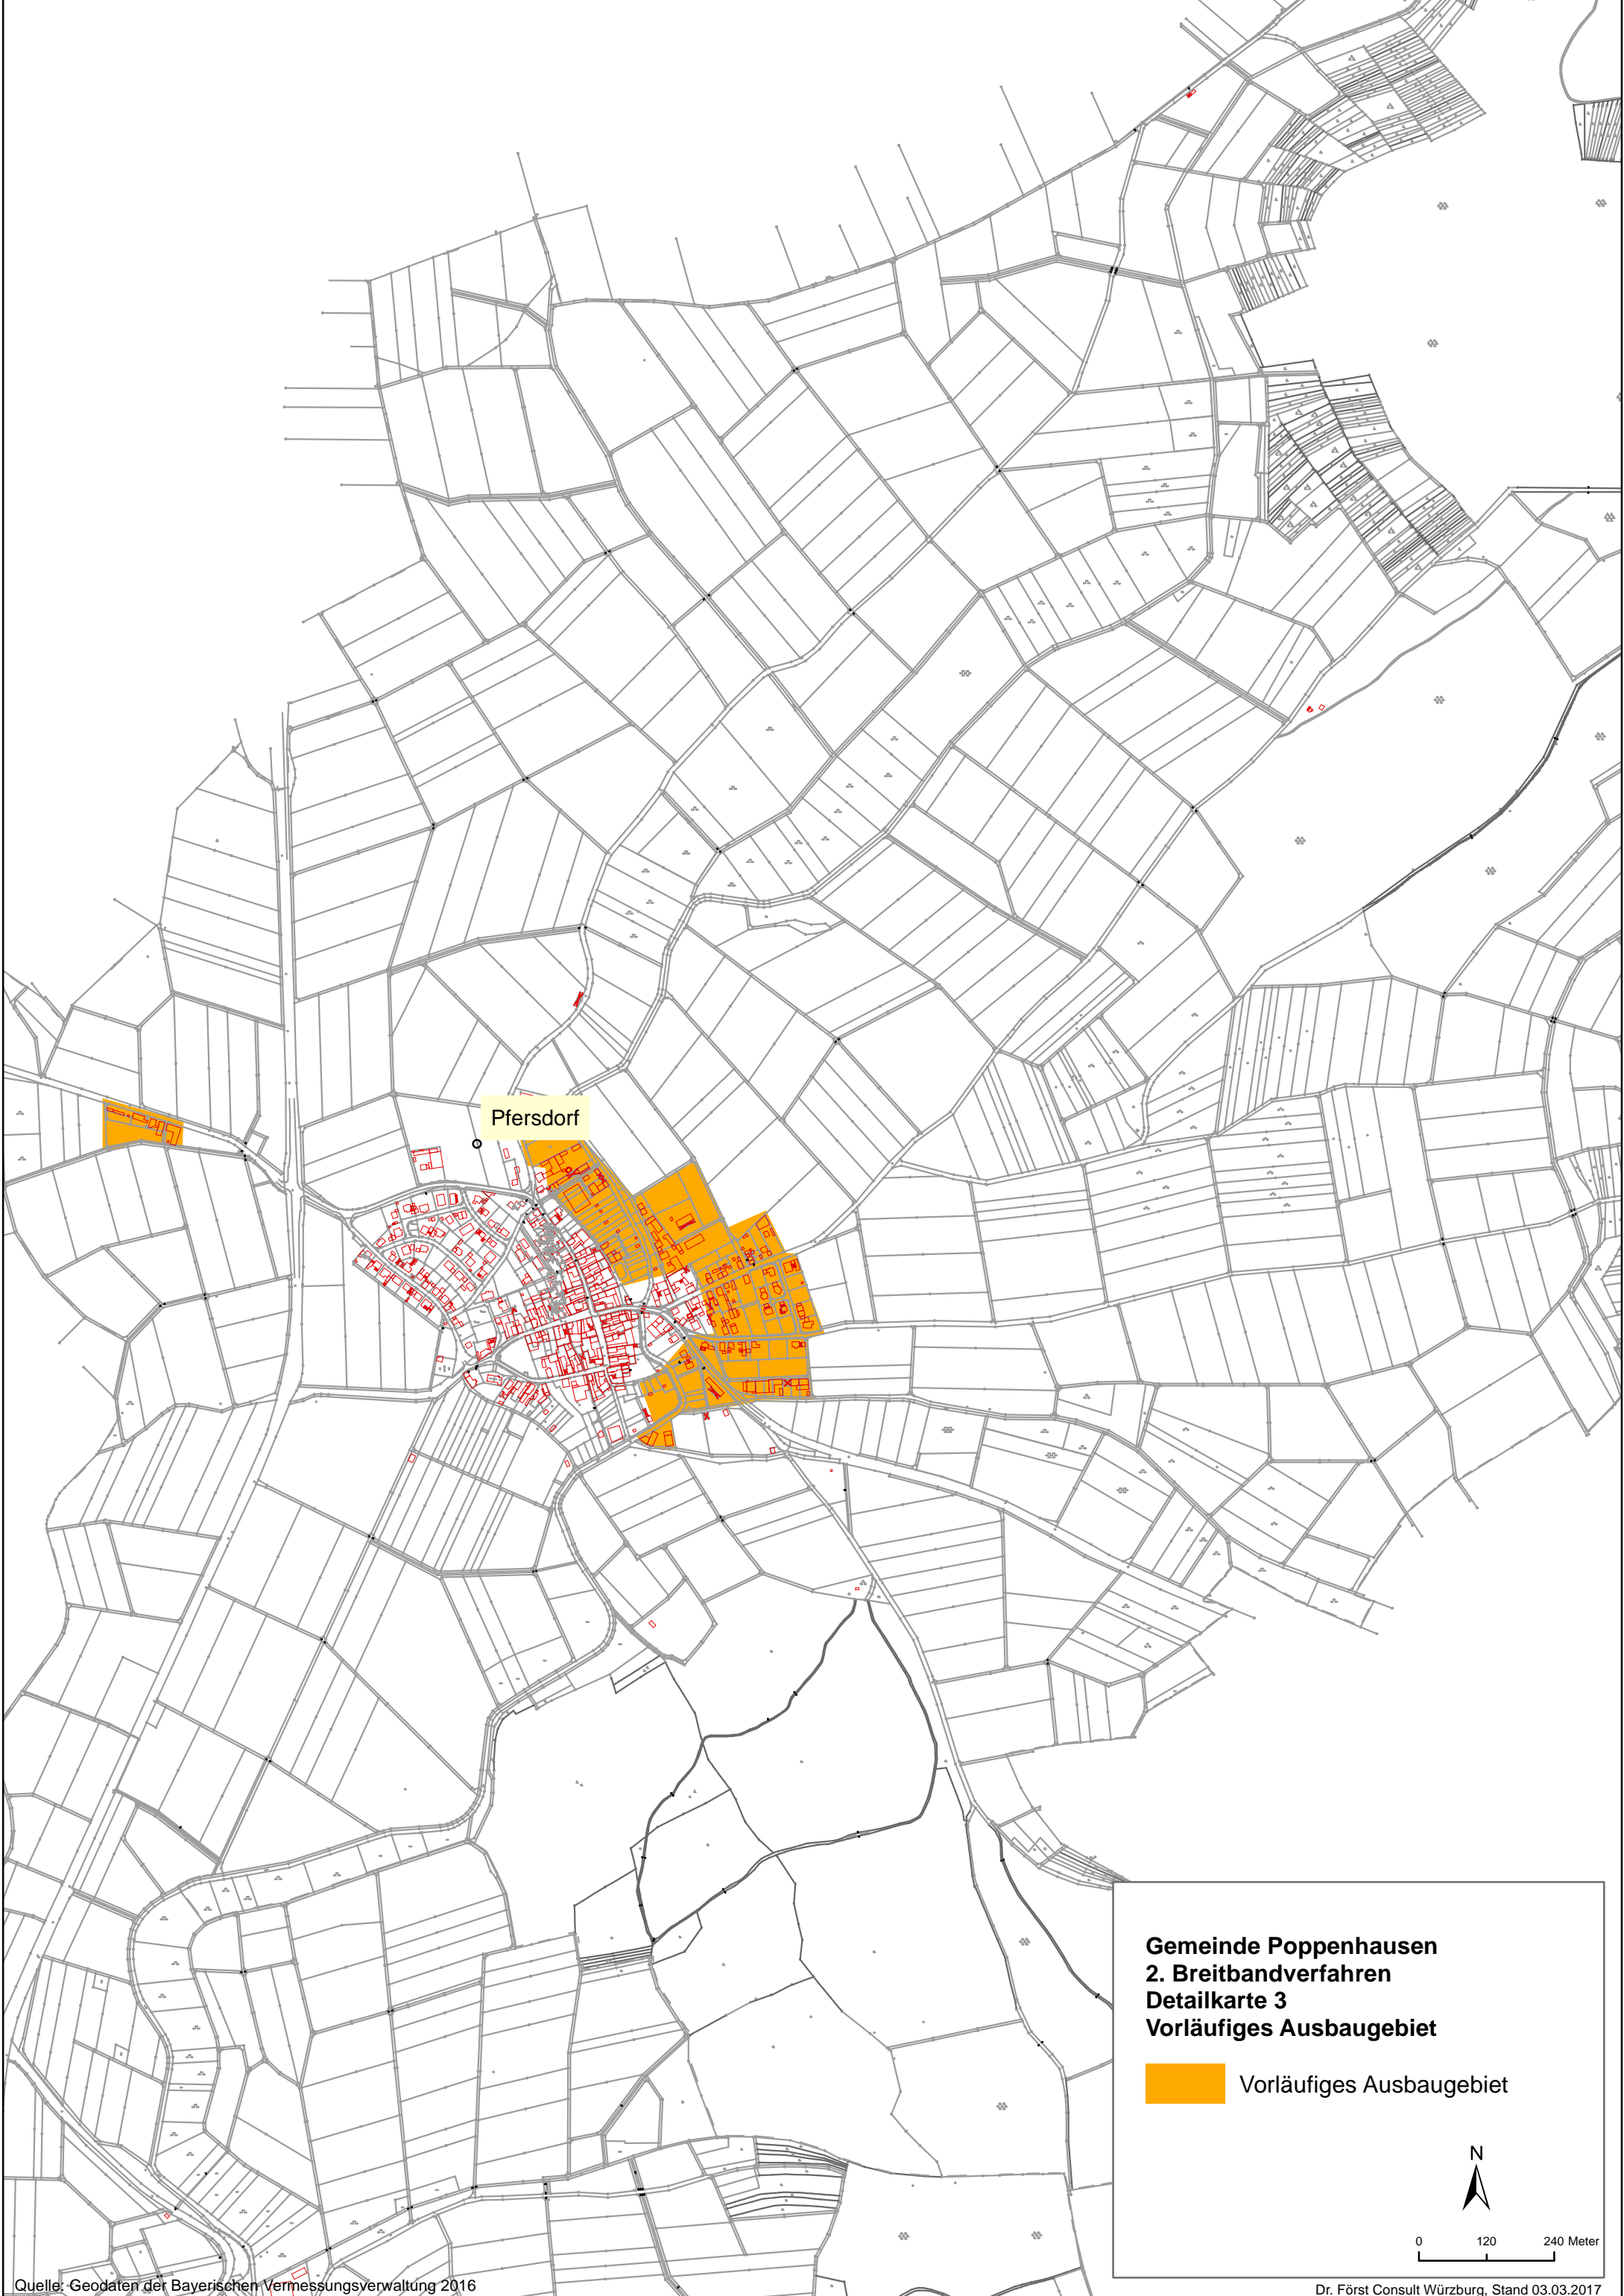 Pfersdorf
Gemeinde Poppenhausen
2. Breitbandverfahren
Detailkarte 3
Vorläufiges Ausbaugebiet
Vorläufiges Ausbaugebiet
N
0 120 240 Meter
Quelle: Geodaten der Bayerischen Vermessungsverwaltung 2016
Dr. Först Consult Würzburg, Stand 03.03.2017